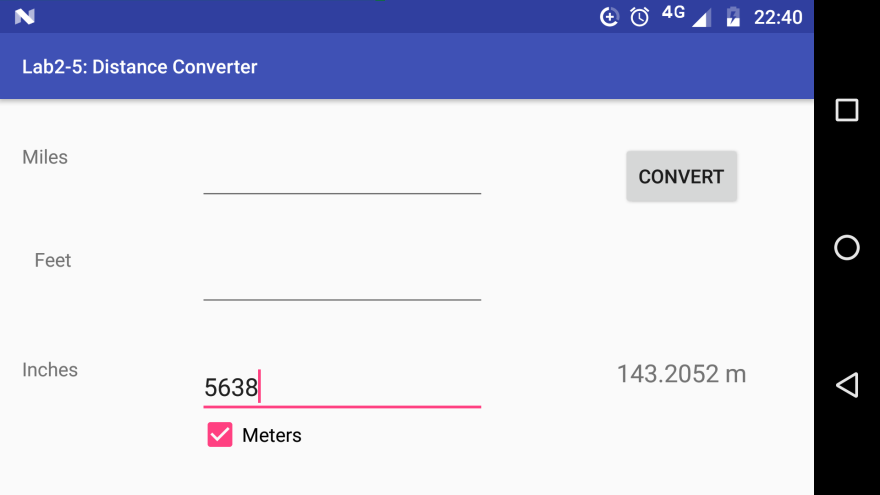 4G 22:40
Lab2-5: Distance Converter
Miles
CONVERT
Feet
Inches
5638
143.2052 m
Meters